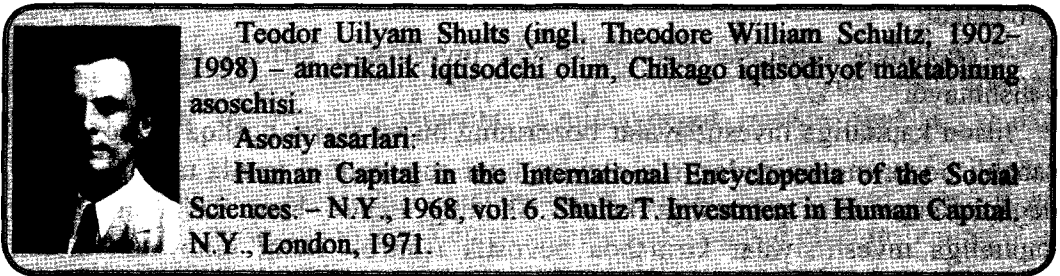 Teodor Uilyam Shults (ingl. Theodore William Schultz; 1902–
1998) – amerikalik iqtisodchi olim, Chikago iqtisodiyot maktabining
asoschisi.
Asosiy asarlari:
Human Capital in the International Encyclopedia of the Social
Sciences. – N.Y., 1968, vol. 6. Shultz T. Investment in Human Capital.
N.Y., London, 1971.